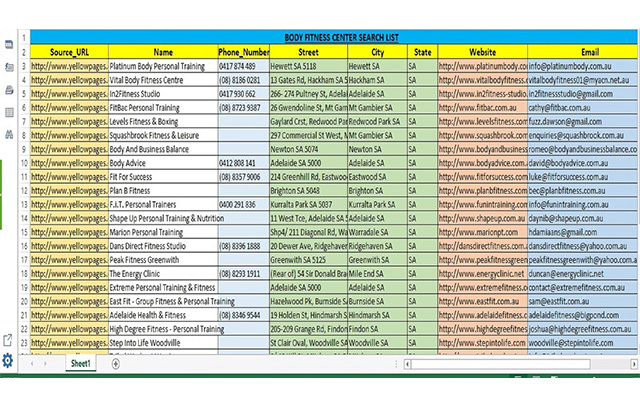 1 BODY FITNESS CENTER SEARCH LIST
2 Source_URL Name Phone_Number Street City State Website Email
3 http://www.yellowpages. Platinum Body Personal Training 0417 874 489 Hewett SA 5118 Hewett SA SA http://www.platinumbody.co info@platinumbody.com.au
4 http://www.yellowpages. Vital Body Fitness Centre (08) 8186 0281 13 Gates Rd, Hackham SA 5 Hackham SA SA http://www.vitalbodyfitness. vitalbodyfitness01@myacn.net.au
5 http://www.yellowpages. In2Fitness Studio 0417 930 662 266- 274 Pultney St, Adelai Adelaide SA SA http://www.in2fitness-studio. in2fitnessstudio@gmail.com
6 http://www.yellowpages. FitBac Personal Training (08) 8723 9387 26 Gwendoline St, Mt Gam Mt Gambier SA SA http://www.fitbac.com.au cathy@fitbac.com.au
7 http://www.yellowpages. Levels Fitness & Boxing Gaylard Crst, Redwood Par Redwood Park SA SA http://www.levelsfitness.co fuzz.dawson@gmail.com
8 http://www.yellowpages. Squashbrook Fitness & Leisure 297 Commercial St West, M Mt Gambier SA SA http://www.squashbrook.com enquiries@squashbrook.com.au
9 http://www.yellowpages. Body And Business Balance Newton SA 5074 Newton SA SA http://www.bodyandbusiness romeo@bodyandbusinessbalance.co
10 http://www.yellowpages. Body Advice 0412 808 141 Adelaide SA 5000 Adelaide SA SA http://www.bodyadvice.com. david@bodyadvice.com.au
11 http://www.yellowpages. Fit For Success (08) 8357 9006 214 Greenhill Rd, Eastwoo Eastwood SA SA http://www.fitforsuccess.com luke@fitforsuccess.com.au
12 http://www.yellowpages. Plan B Fitness Brighton SA 5048 Brighton SA SA http://www.planbfitness.com bec@planbfitness.com.au
13 http://www.yellowpages. F.I.T. Personal Trainers 0400 291 336 Kurralta Park SA 5037 Kurralta Park SA SA http://www.funintraining.com info@funintraining.com.au
14 http://www.yellowpages. Shape Up Personal Training & Nutrition 11 West Tce, Adelaide SA 5 Adelaide SA SA http://www.shapeup.com.au daynib@shapeup.com.au
15 http://www.yellowpages. Marion Personal Training Shp4/ 211 Diagonal Rd, Wa Warradale SA SA http://www.marionpt.com hdamiaans@gmail.com
16 http://www.yellowpages. Dans Direct Fitness Studio (08) 8396 1888 20 Dewer Ave, Ridgehaven Ridgehaven SA SA http://dansdirectfitness.com. dansdirectfitness@yahoo.com.au
17 http://www.yellowpages. Peak Fitness Greenwith Greenwith SA 5125 Greenwith SA SA http://www.peakfitnessgreen peakfitnessgreenwith@yahoo.com.a
18 http://www.yellowpages. The Energy Clinic (08) 8293 1911 (Rear of) 54 Sir Donald Bra Mile End SA SA http://www.energyclinic.net duncan@energyclinic.net
19 http://www.yellowpages. Extreme Personal Training & Fitness Adelaide SA 5000 Adelaide SA SA http://www.extremefitness.co contact@extremefitness.com.au
20 http://www.yellowpages. East Fit - Group Fitness & Personal Training Hazelwood Pk, Burnside SA Burnside SA SA http://www.eastfit.com.au sam@eastfit.com.au
21 http://www.yellowpages. Adelaide Health & Fitness (08) 8346 9544 19 Holden St, Hindmarsh S Hindmarsh SA SA http://www.adelaidefitness. adelaidefitness@bigpond.com
22 http://www.yellowpages. High Degree Fitness - Personal Training 205-209 Grange Rd, Findon Findon SA SA http://www.highdegreefitnes joshua@highdegreefitness.com.au
23 http://www.yellowpages. Step Into Life Woodville St Clair Oval, Woodville SA Woodville SA SA http://www.stepintolife.com woodville@stepintolife.com.au
Sheet1